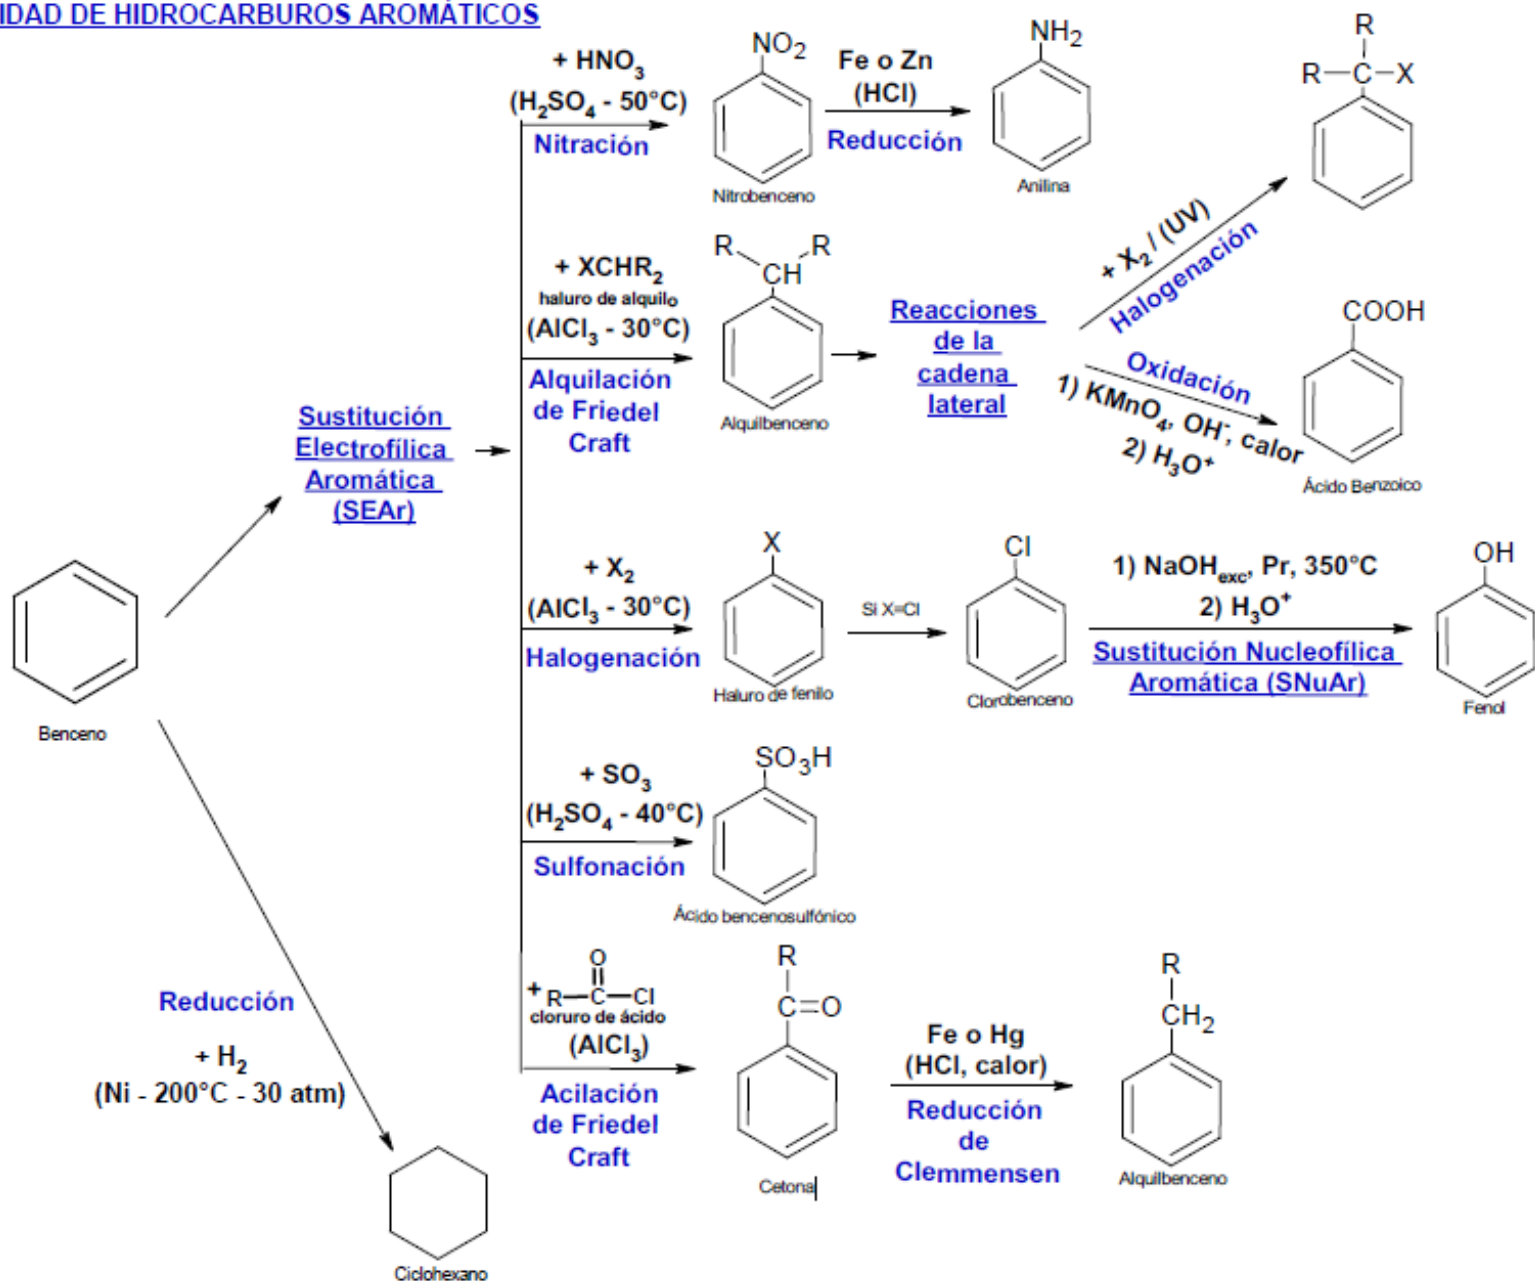 IDAD DE HIDROCARBUROS AROMÁTICOS
+ HNO3
(H2SO4 - 50°C)
Nitración
NO2
Nitrobenceno
Fe o Zn
(HCl)
Reducción
NH2
Anilina
+ XCHR2
haluro de alquilo
(AlCl3 - 30°C)
Alquilación
de Friedel
Craft
R R
CH
Alquilbenceno
Reacciones
de la
cadena
lateral
+ X2 / (UV)
Halogenación
R
R-C-X
Oxidación
1) KMnO4, OH-, calor
2) H3O+
COOH
Ácido Benzoico
Sustitución
Electrofílica
Aromática
(SEAr)
Benceno
+ X2
(AlCl3 - 30°C)
Halogenación
X
Haluro de fenilo
Si X=Cl
Cl
Clorobenceno
1) NaOHexc, Pr, 350°C
2) H3O+
Sustitución Nucleofílica
Aromática (SNuAr)
OH
Fenol
+ SO3
(H2SO4 - 40°C)
Sulfonación
SO3H
Ácido bencenosulfónico
O
+ R-C-Cl
cloruro de ácido
(AlCl3)
Acilación
de Friedel
Craft
R
C=O
Cetona
Fe o Hg
(HCl, calor)
Reducción
de
Clemmensen
R
CH2
Alquilbenceno
Reducción
+ H2
(Ni - 200°C - 30 atm)
Ciclohexano